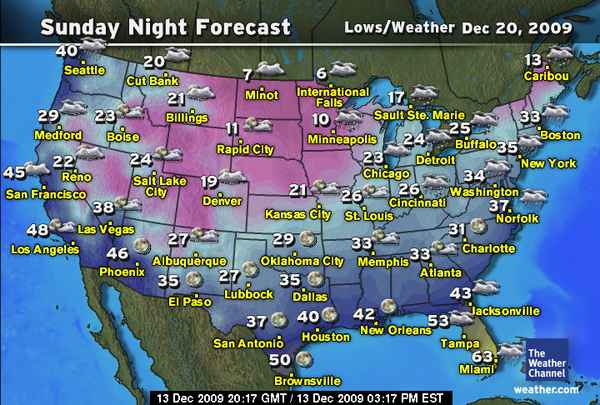 Sunday Night Forecast
Lows/Weather Dec 20, 2009
40
Seattle
20
Cut Bank
7
Minot
6
International
Falls
13
Caribou
29
Medford
23
Boise
21
Billings
11
Rapid City
10
Minneapolis
17
Sault Ste. Marie
24
Detroit
25
Buffalo
33
Boston
35
New York
45
San Francisco
22
Reno
24
Salt Lake
City
19
Denver
21
Kansas City
23
Chicago
26
St. Louis
26
Cincinnati
34
Washington
37
Norfolk
48
Los Angeles
38
Las Vegas
46
Phoenix
27
Albuquerque
29
Oklahoma City
33
Memphis
33
Atlanta
31
Charlotte
35
El Paso
27
Lubbock
35
Dallas
43
Jacksonville
37
San Antonio
40
Houston
42
New Orleans
53
Tampa
63
Miami
50
Brownsville
The
Weather
Channel
weather.com
13 Dec 2009 20:17 GMT / 13 Dec 2009 03:17 PM EST